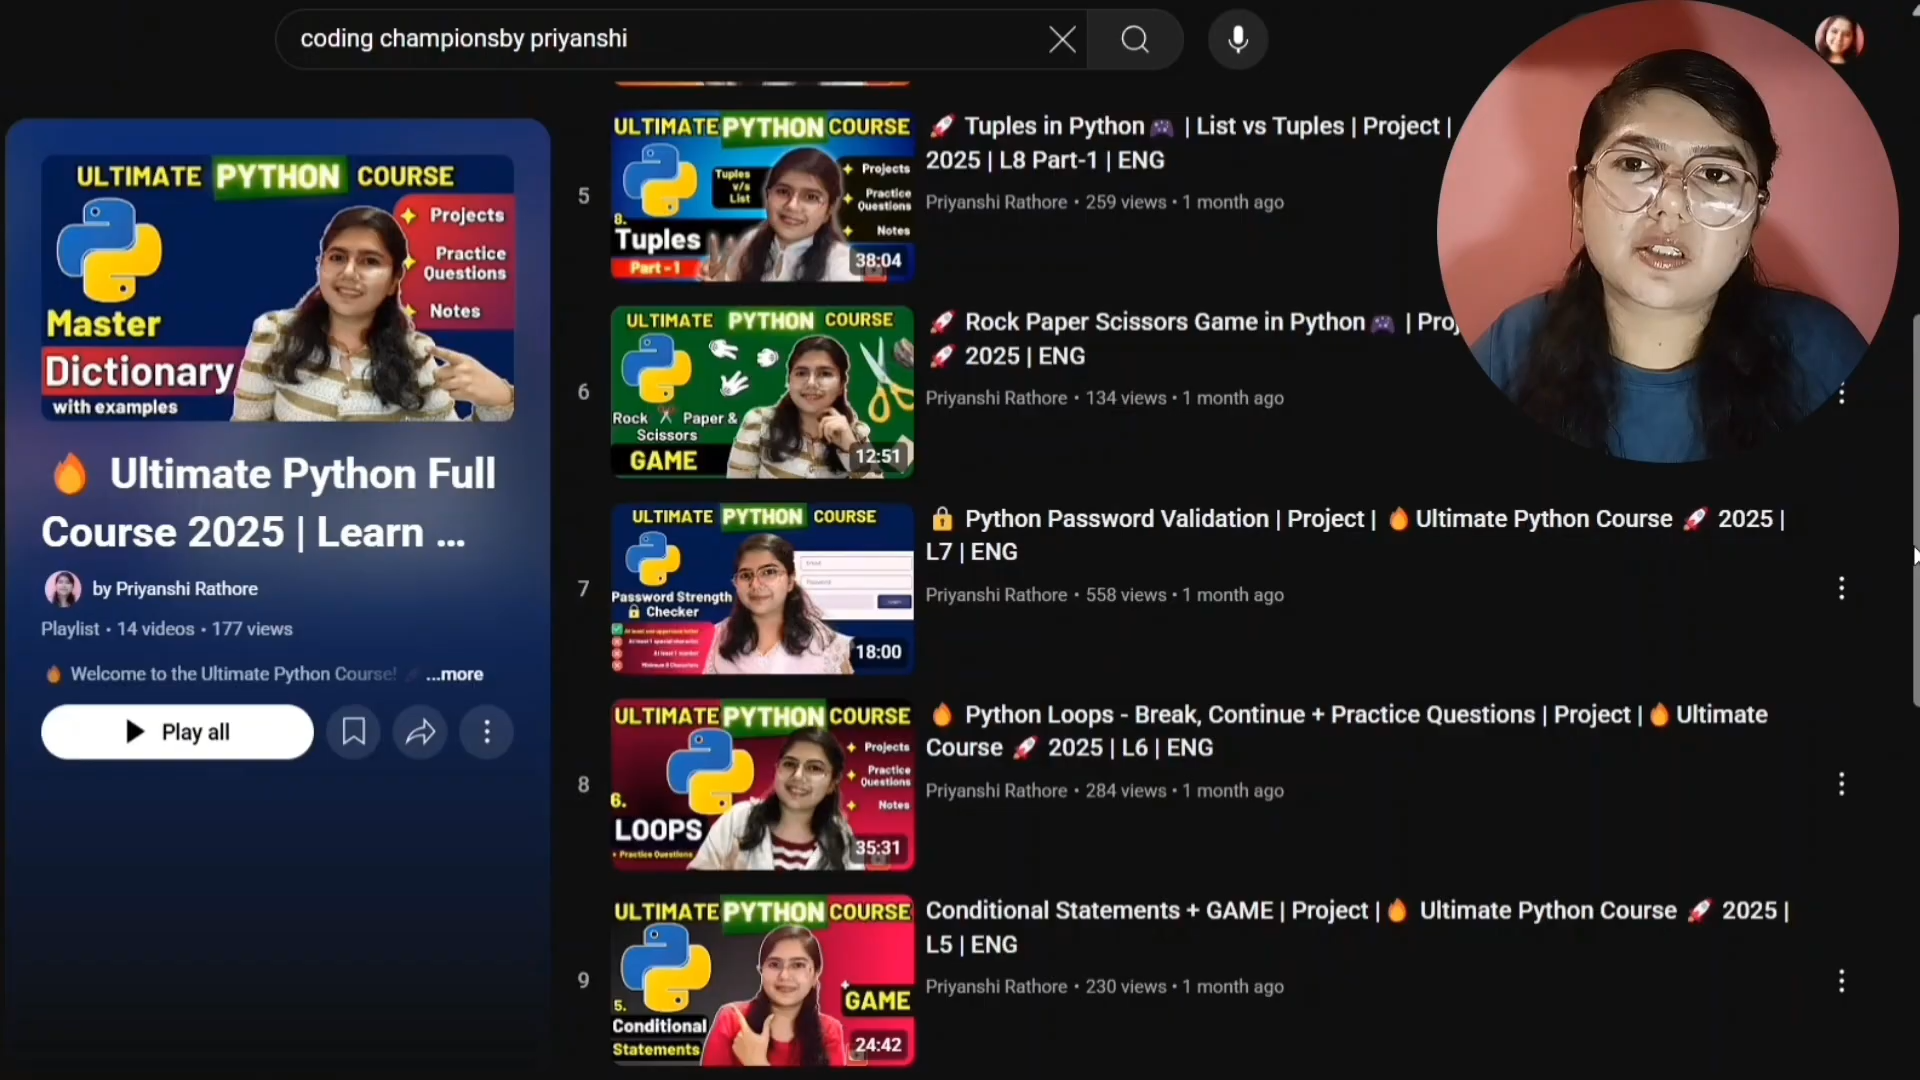 coding championsby priyanshi
ULTIMATE PYTHON COURSE
Projects
Practice
Questions
Notes
Master
Dictionary
with examples
🔥 Ultimate Python Full
Course 2025 | Learn ...
by Priyanshi Rathore
Playlist • 14 videos • 177 views
🔥 Welcome to the Ultimate Python Course! ...more
Play all
5
ULTIMATE PYTHON COURSE
Tuples
v/s
List
Projects
Practice
Questions
Notes
8.
Tuples
Part -1
38:04
🚀 Tuples in Python 🎮 | List vs Tuples | Project |
2025 | L8 Part-1 | ENG
Priyanshi Rathore • 259 views • 1 month ago
6
ULTIMATE PYTHON COURSE
Rock Paper &
Scissors
GAME
12:51
🚀 Rock Paper Scissors Game in Python 🎮 | Proj
🚀 2025 | ENG
Priyanshi Rathore • 134 views • 1 month ago
7
ULTIMATE PYTHON COURSE
Password Strength
Checker
18:00
🔒 Python Password Validation | Project | 🔥 Ultimate Python Course 🚀 2025 |
L7 | ENG
Priyanshi Rathore • 558 views • 1 month ago
8
ULTIMATE PYTHON COURSE
Projects
Practice
Questions
Notes
6.
LOOPS
+ Practice Questions
35:31
🔥 Python Loops - Break, Continue + Practice Questions | Project | 🔥 Ultimate
Course 🚀 2025 | L6 | ENG
Priyanshi Rathore • 284 views • 1 month ago
9
ULTIMATE PYTHON COURSE
5.
Conditional
Statements
+
GAME
24:42
Conditional Statements + GAME | Project | 🔥 Ultimate Python Course 🚀 2025 |
L5 | ENG
Priyanshi Rathore • 230 views • 1 month ago